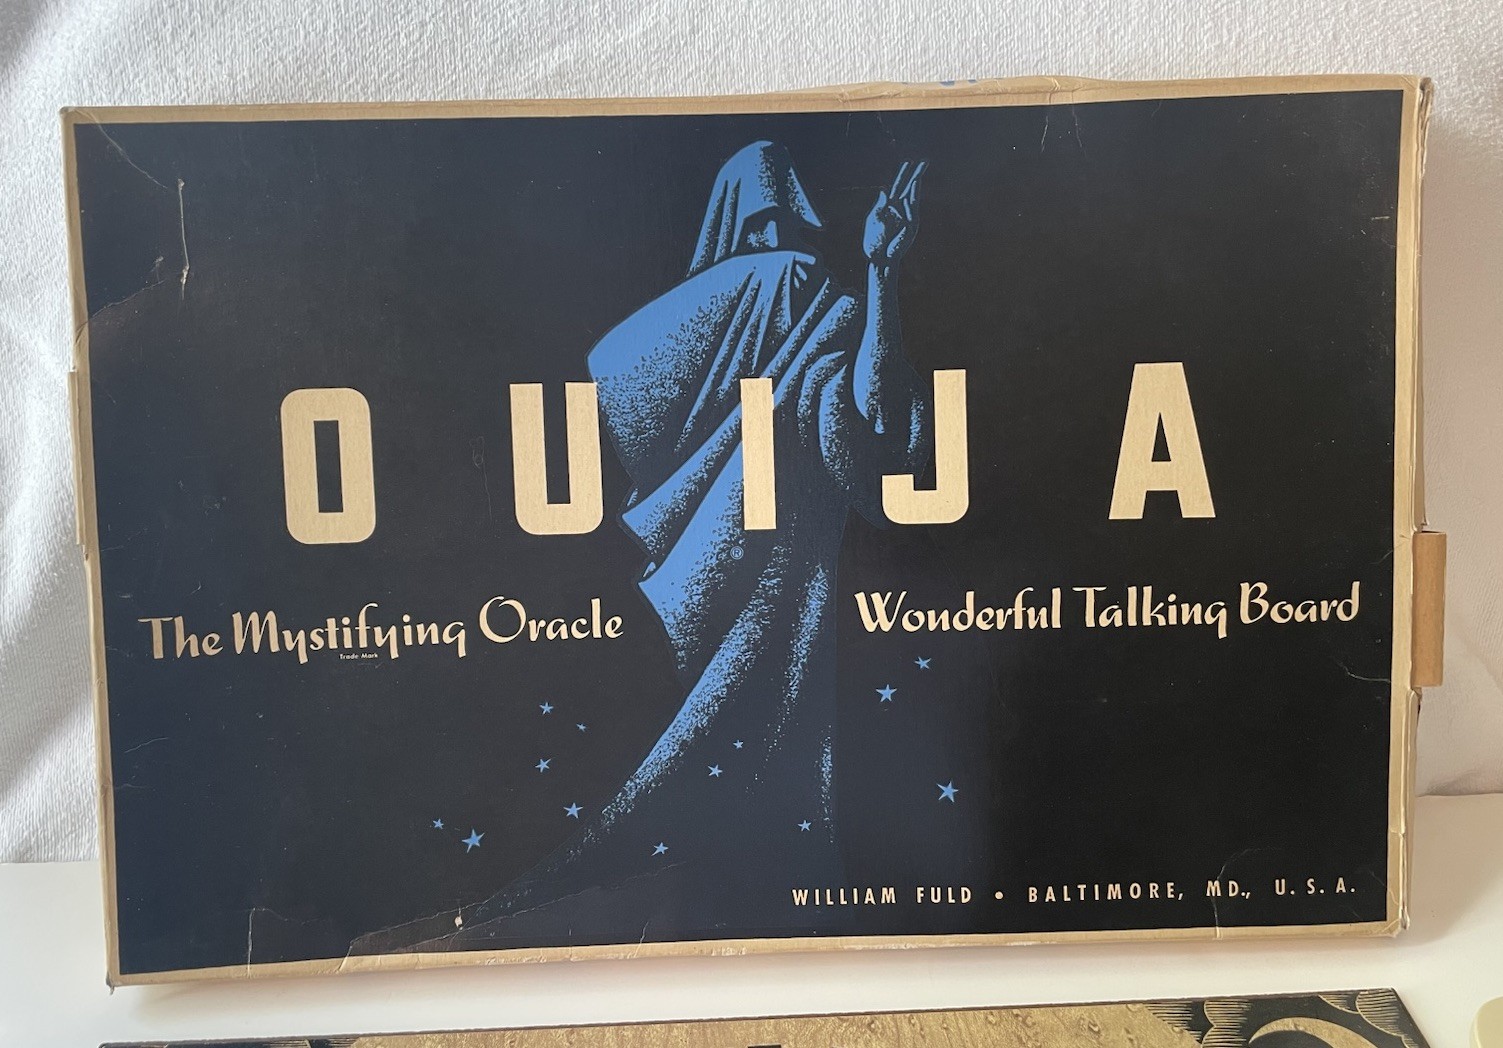 OUIJA
®
The Mystifying Oracle
Trade Mark
Wonderful Talking Board
WILLIAM FULD • BALTIMORE, MD., U.S.A.